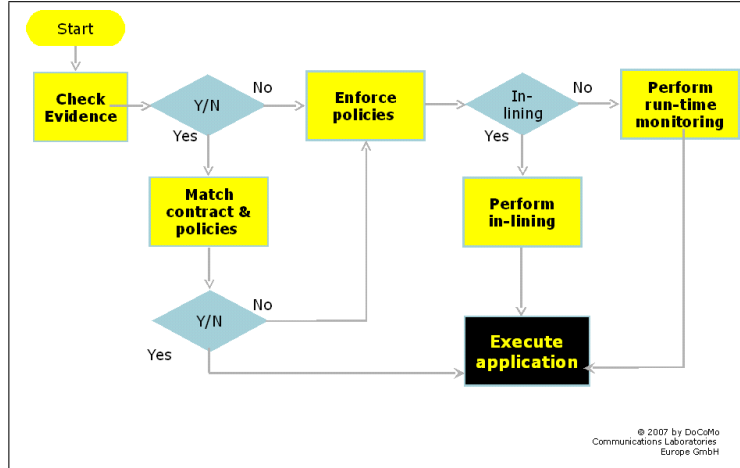 Start
Check
Evidence
Y/N
No
Yes
Enforce
policies
In-
lining
No
Yes
Perform
run-time
monitoring
Match
contract &
policies
Perform
in-lining
Y/N
No
Yes
Execute
application
© 2007 by DoCoMo
Communications Laboratories
Europe GmbH